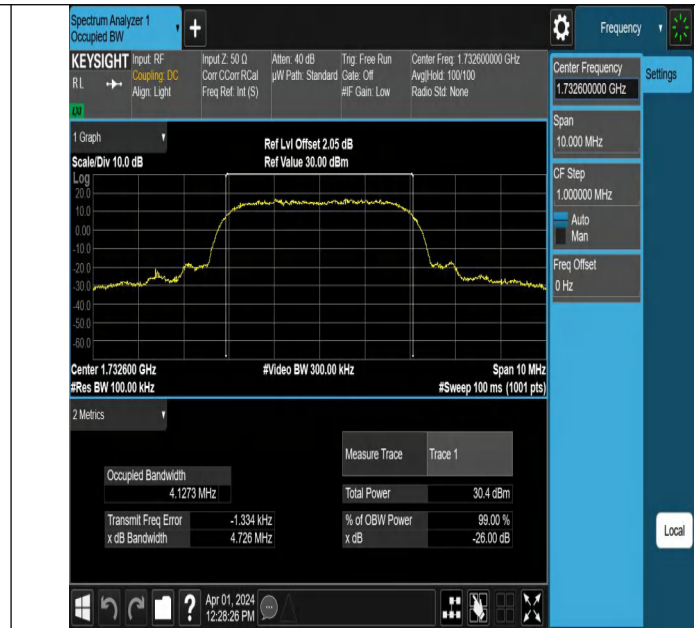 Spectrum Analyzer 1
Occupied BW
Frequency
KEYSIGHT
RL
LXI
Input: RF
Coupling: DC
Align: Light
Input Z: 50 Ω
Corr CCorr RCal
Freq Ref: Int (S)
Atten: 40 dB
µW Path: Standard
Trig: Free Run
Gate: Off
#IF Gain: Low
Center Freq: 1.732600000 GHz
Avg|Hold: 100/100
Radio Std: None
Center Frequency
1.732600000 GHz
Settings
Span
10.000 MHz
CF Step
1.000000 MHz
Auto
Man
Freq Offset
0 Hz
Local
1 Graph
Scale/Div 10.0 dB
Ref Lvl Offset 2.05 dB
Ref Value 30.00 dBm
Log
20.0
10.0
0.00
-10.0
-20.0
-30.0
-40.0
-50.0
-60.0
Center 1.732600 GHz
#Video BW 300.00 kHz
Span 10 MHz
#Res BW 100.00 kHz
#Sweep 100 ms (1001 pts)
2 Metrics
Measure Trace Trace 1
Occupied Bandwidth
4.1273 MHz
Total Power 30.4 dBm
Transmit Freq Error -1.334 kHz
% of OBW Power 99.00 %
x dB Bandwidth 4.726 MHz
x dB -26.00 dB
?
Apr 01, 2024
12:28:26 PM